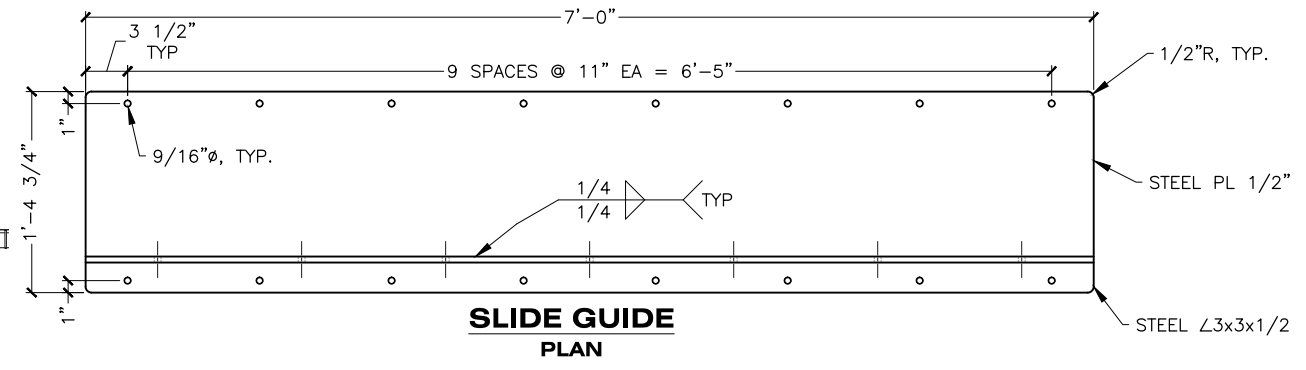 7'-0"
3 1/2"
TYP
9 SPACES @ 11" EA = 6'-5"
1/2"R, TYP.
1"
9/16"ø, TYP.
1'-4 3/4"
STEEL PL 1/2"
1/4
1/4
TYP
1"
STEEL ∠3x3x1/2
SLIDE GUIDE
PLAN